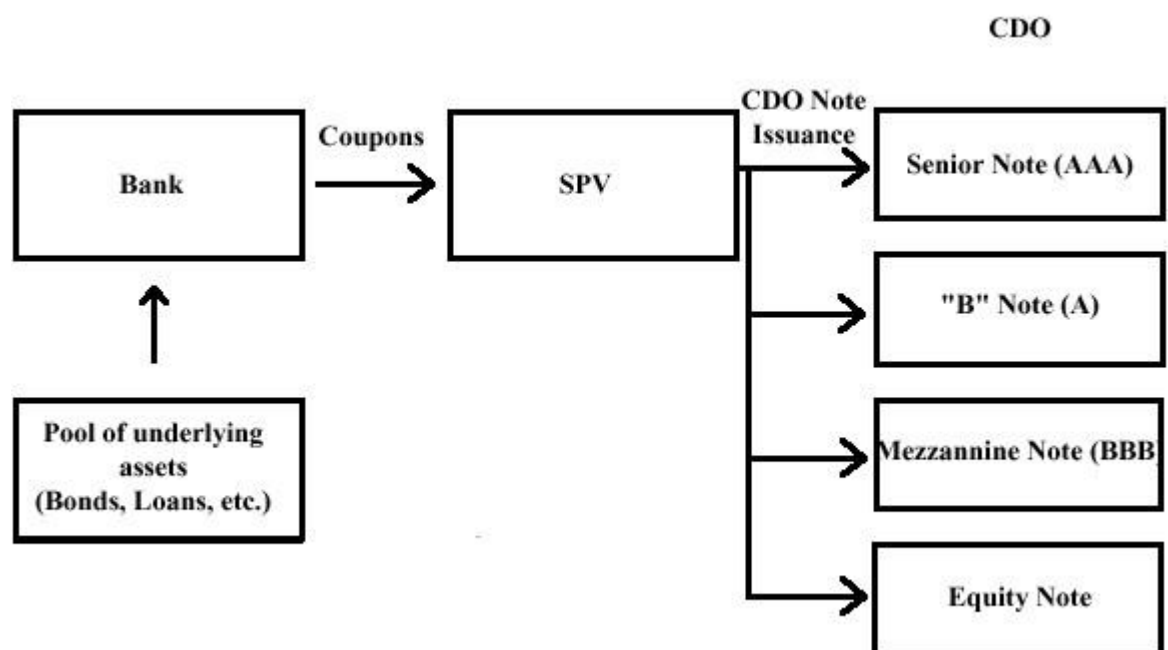 CDO
Bank
Coupons
SPV
CDO Note
Issuance
Senior Note (AAA)
"B" Note (A)
Mezzannine Note (BBB
Equity Note
Pool of underlying
assets
(Bonds, Loans, etc.)